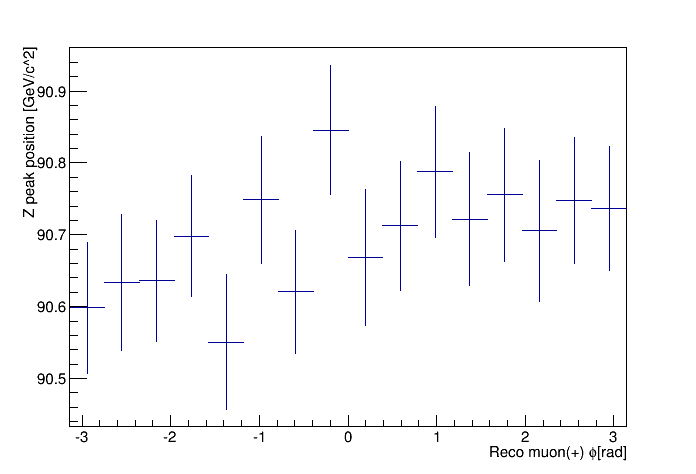 Z peak position [GeV/c^2]
90.9
90.8
90.7
90.6
90.5
-3 -2 -1 0 1 2 3
Reco muon(+) ϕ[rad]